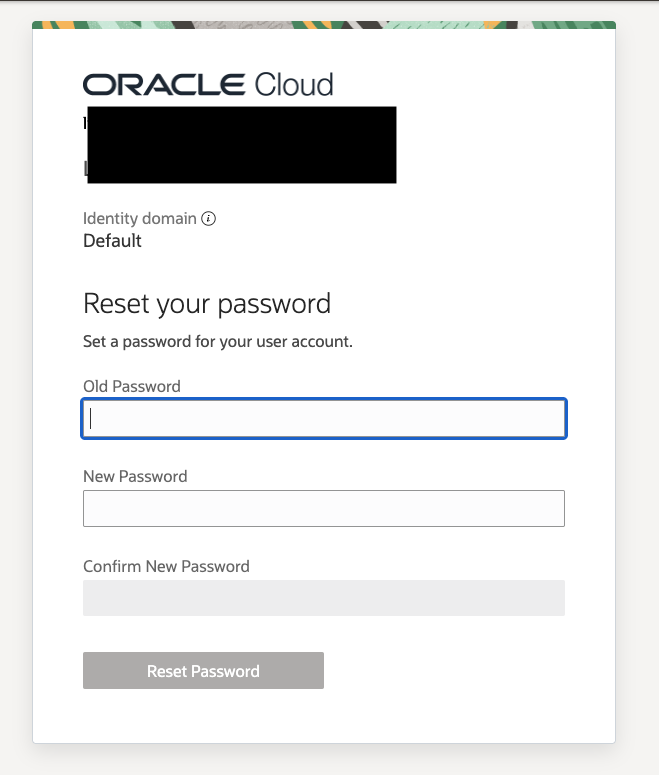 ORACLE Cloud
Identity domain
Default
Reset your password
Set a password for your user account.
Old Password
New Password
Confirm New Password
Reset Password